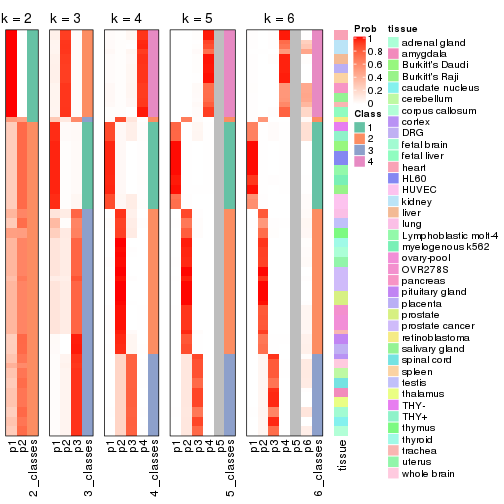 k = 2
k = 3
k = 4
k = 5
k = 6
Prob
1
0.8
0.6
0.4
0.2
0
Class
1
2
3
4
tissue
adrenal gland
amygdala
Burkitt's Daudi
Burkitt's Raji
caudate nucleus
cerebellum
corpus callosum
cortex
DRG
fetal brain
fetal liver
heart
HL60
HUVEC
kidney
liver
lung
Lymphoblastic molt-4
myelogenous k562
ovary-pool
OVR278S
pancreas
pituitary gland
placenta
prostate
prostate cancer
retinoblastoma
salivary gland
spinal cord
spleen
testis
thalamus
THY-
THY+
thymus
thyroid
trachea
uterus
whole brain
p1
p2
2_classes
p1
p2
p3
3_classes
p1
p2
p3
p4
4_classes
p1
p2
p3
p4
p5
5_classes
p1
p2
p3
p4
p5
p6
6_classes
tissue